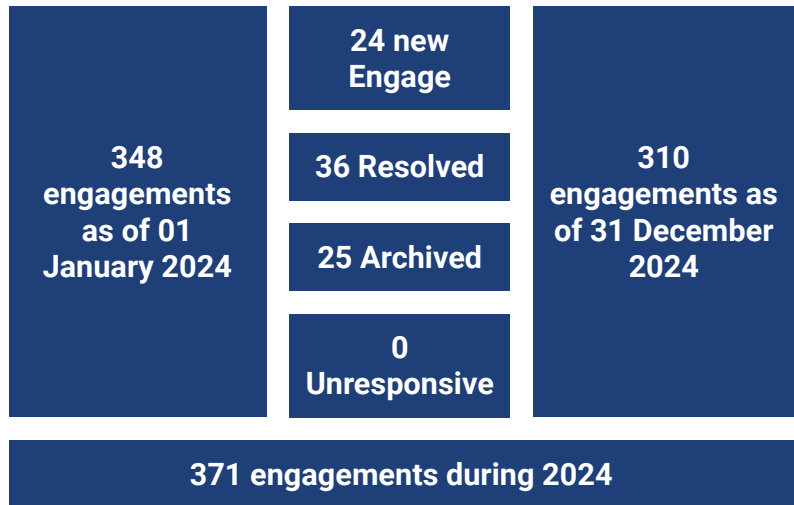 348
engagements
as of 01
January 2024
24 new
Engage
36 Resolved
25 Archived
0
Unresponsive
310
engagements as
of 31 December
2024
371 engagements during 2024